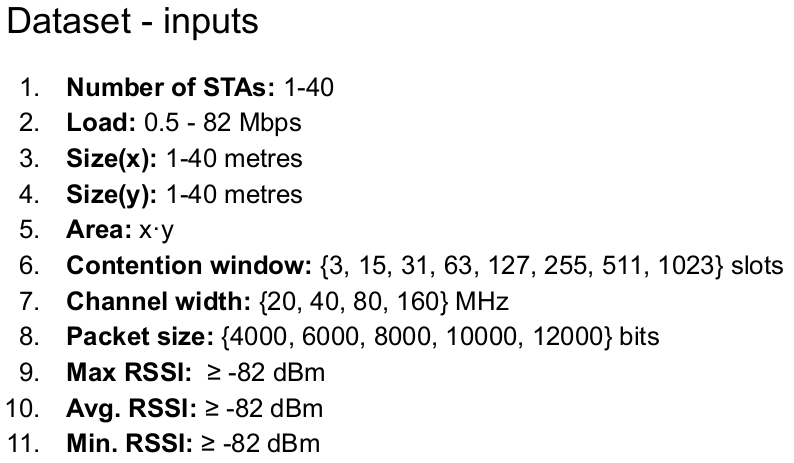 Dataset - inputs
1. Number of STAs: 1-40
2. Load: 0.5 - 82 Mbps
3. Size(x): 1-40 metres
4. Size(y): 1-40 metres
5. Area: x·y
6. Contention window: {3, 15, 31, 63, 127, 255, 511, 1023} slots
7. Channel width: {20, 40, 80, 160} MHz
8. Packet size: {4000, 6000, 8000, 10000, 12000} bits
9. Max RSSI: ≥ -82 dBm
10. Avg. RSSI: ≥ -82 dBm
11. Min. RSSI: ≥ -82 dBm